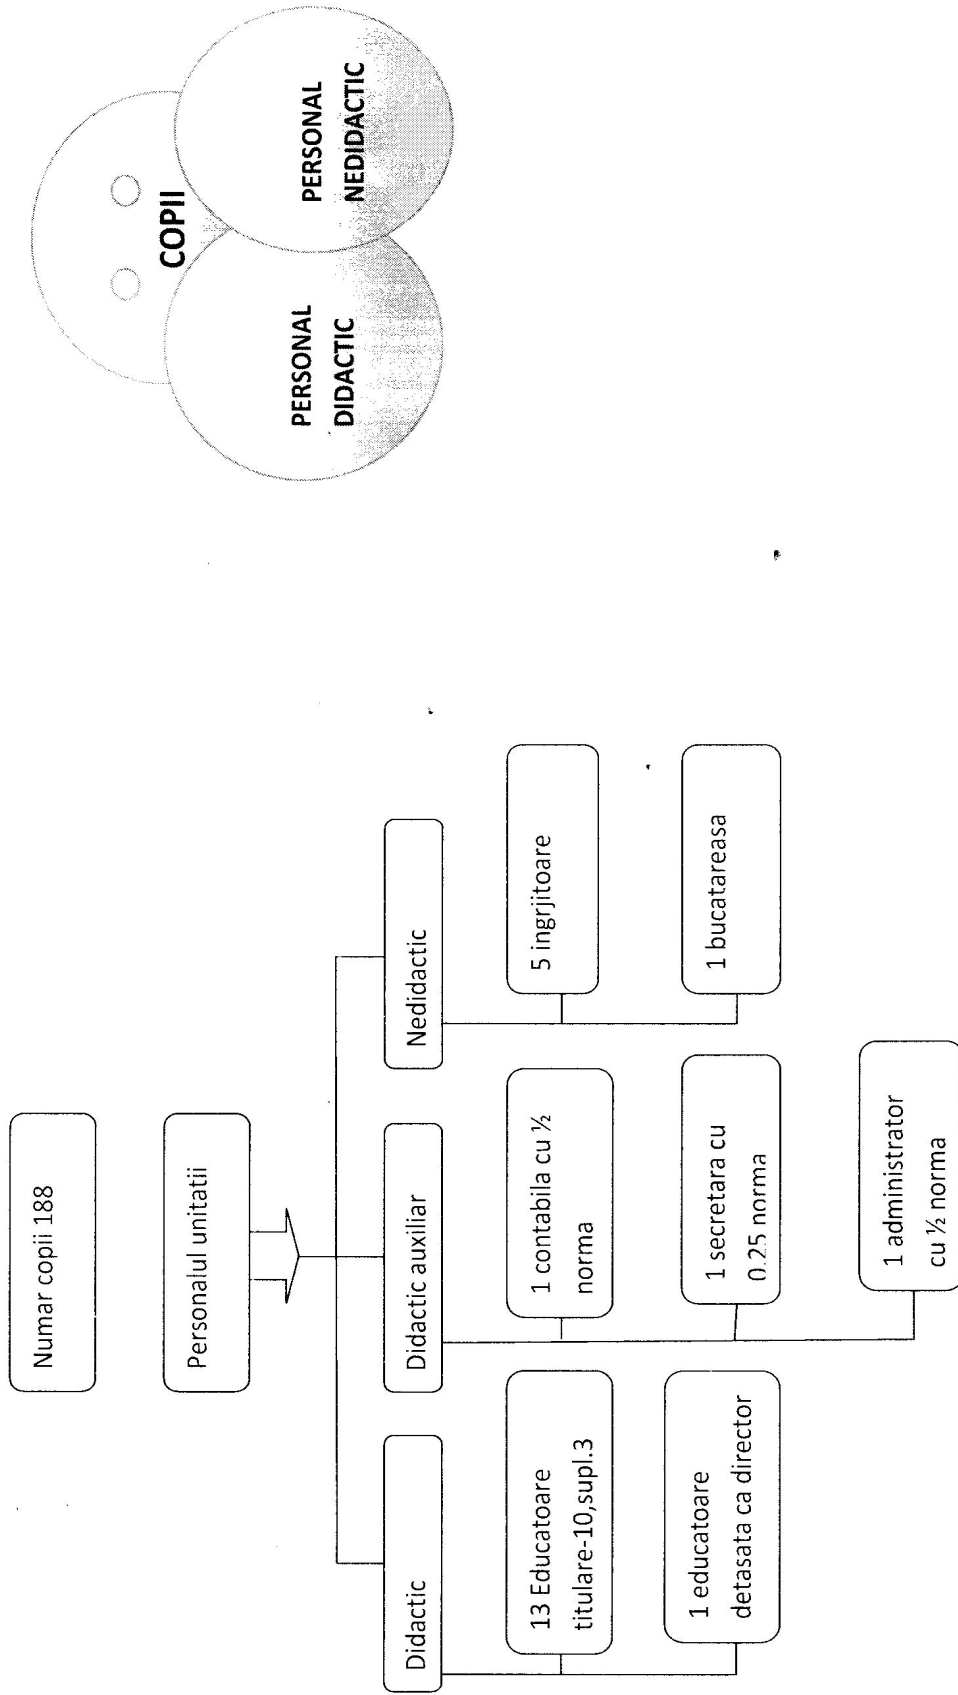 Numar copii 188
Personalul unitatii
Didactic
Didactic auxiliar
Nedidactic
13 Educatoare
titulare-10,supl.3
1 educatoare
detasata ca director
1 contabila cu ½
norma
1 secretara cu
0.25 norma
1 administrator
cu ½ norma
5 ingrjitoare
1 bucatareasa
COPII
PERSONAL
DIDACTIC
PERSONAL
NEDIDACTIC